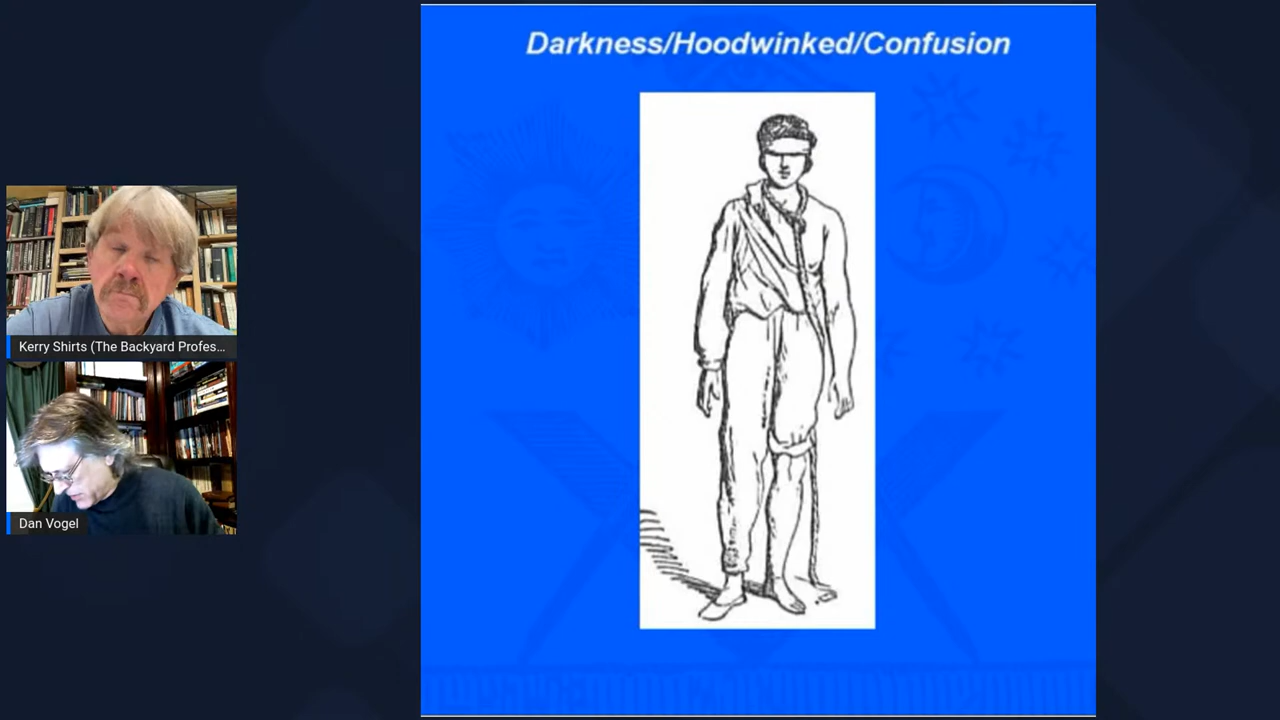 Darkness/Hoodwinked/Confusion
Kerry Shirts (The Backyard Profes...
Dan Vogel